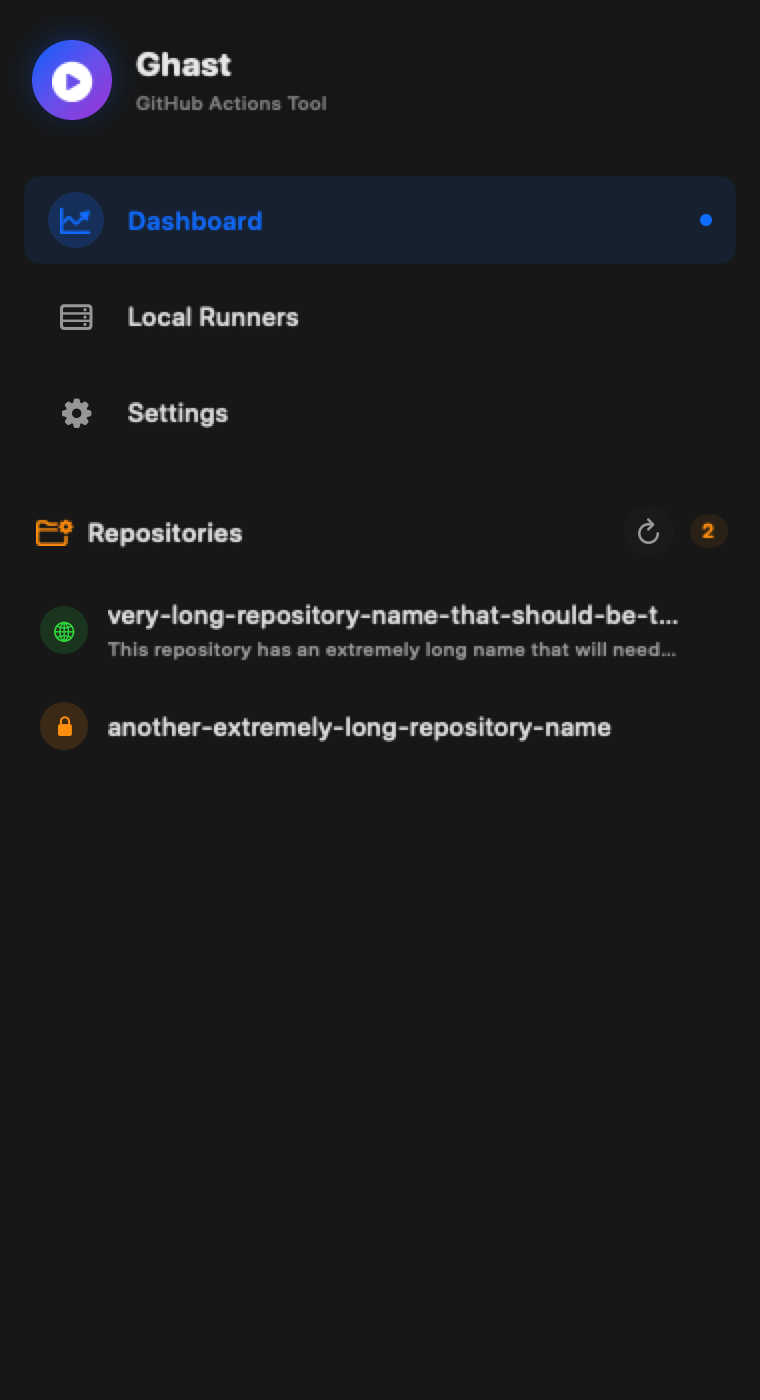 Ghast
GitHub Actions Tool
Dashboard
Local Runners
Settings
Repositories
2
very-long-repository-name-that-should-be-t...
This repository has an extremely long name that will need...
another-extremely-long-repository-name